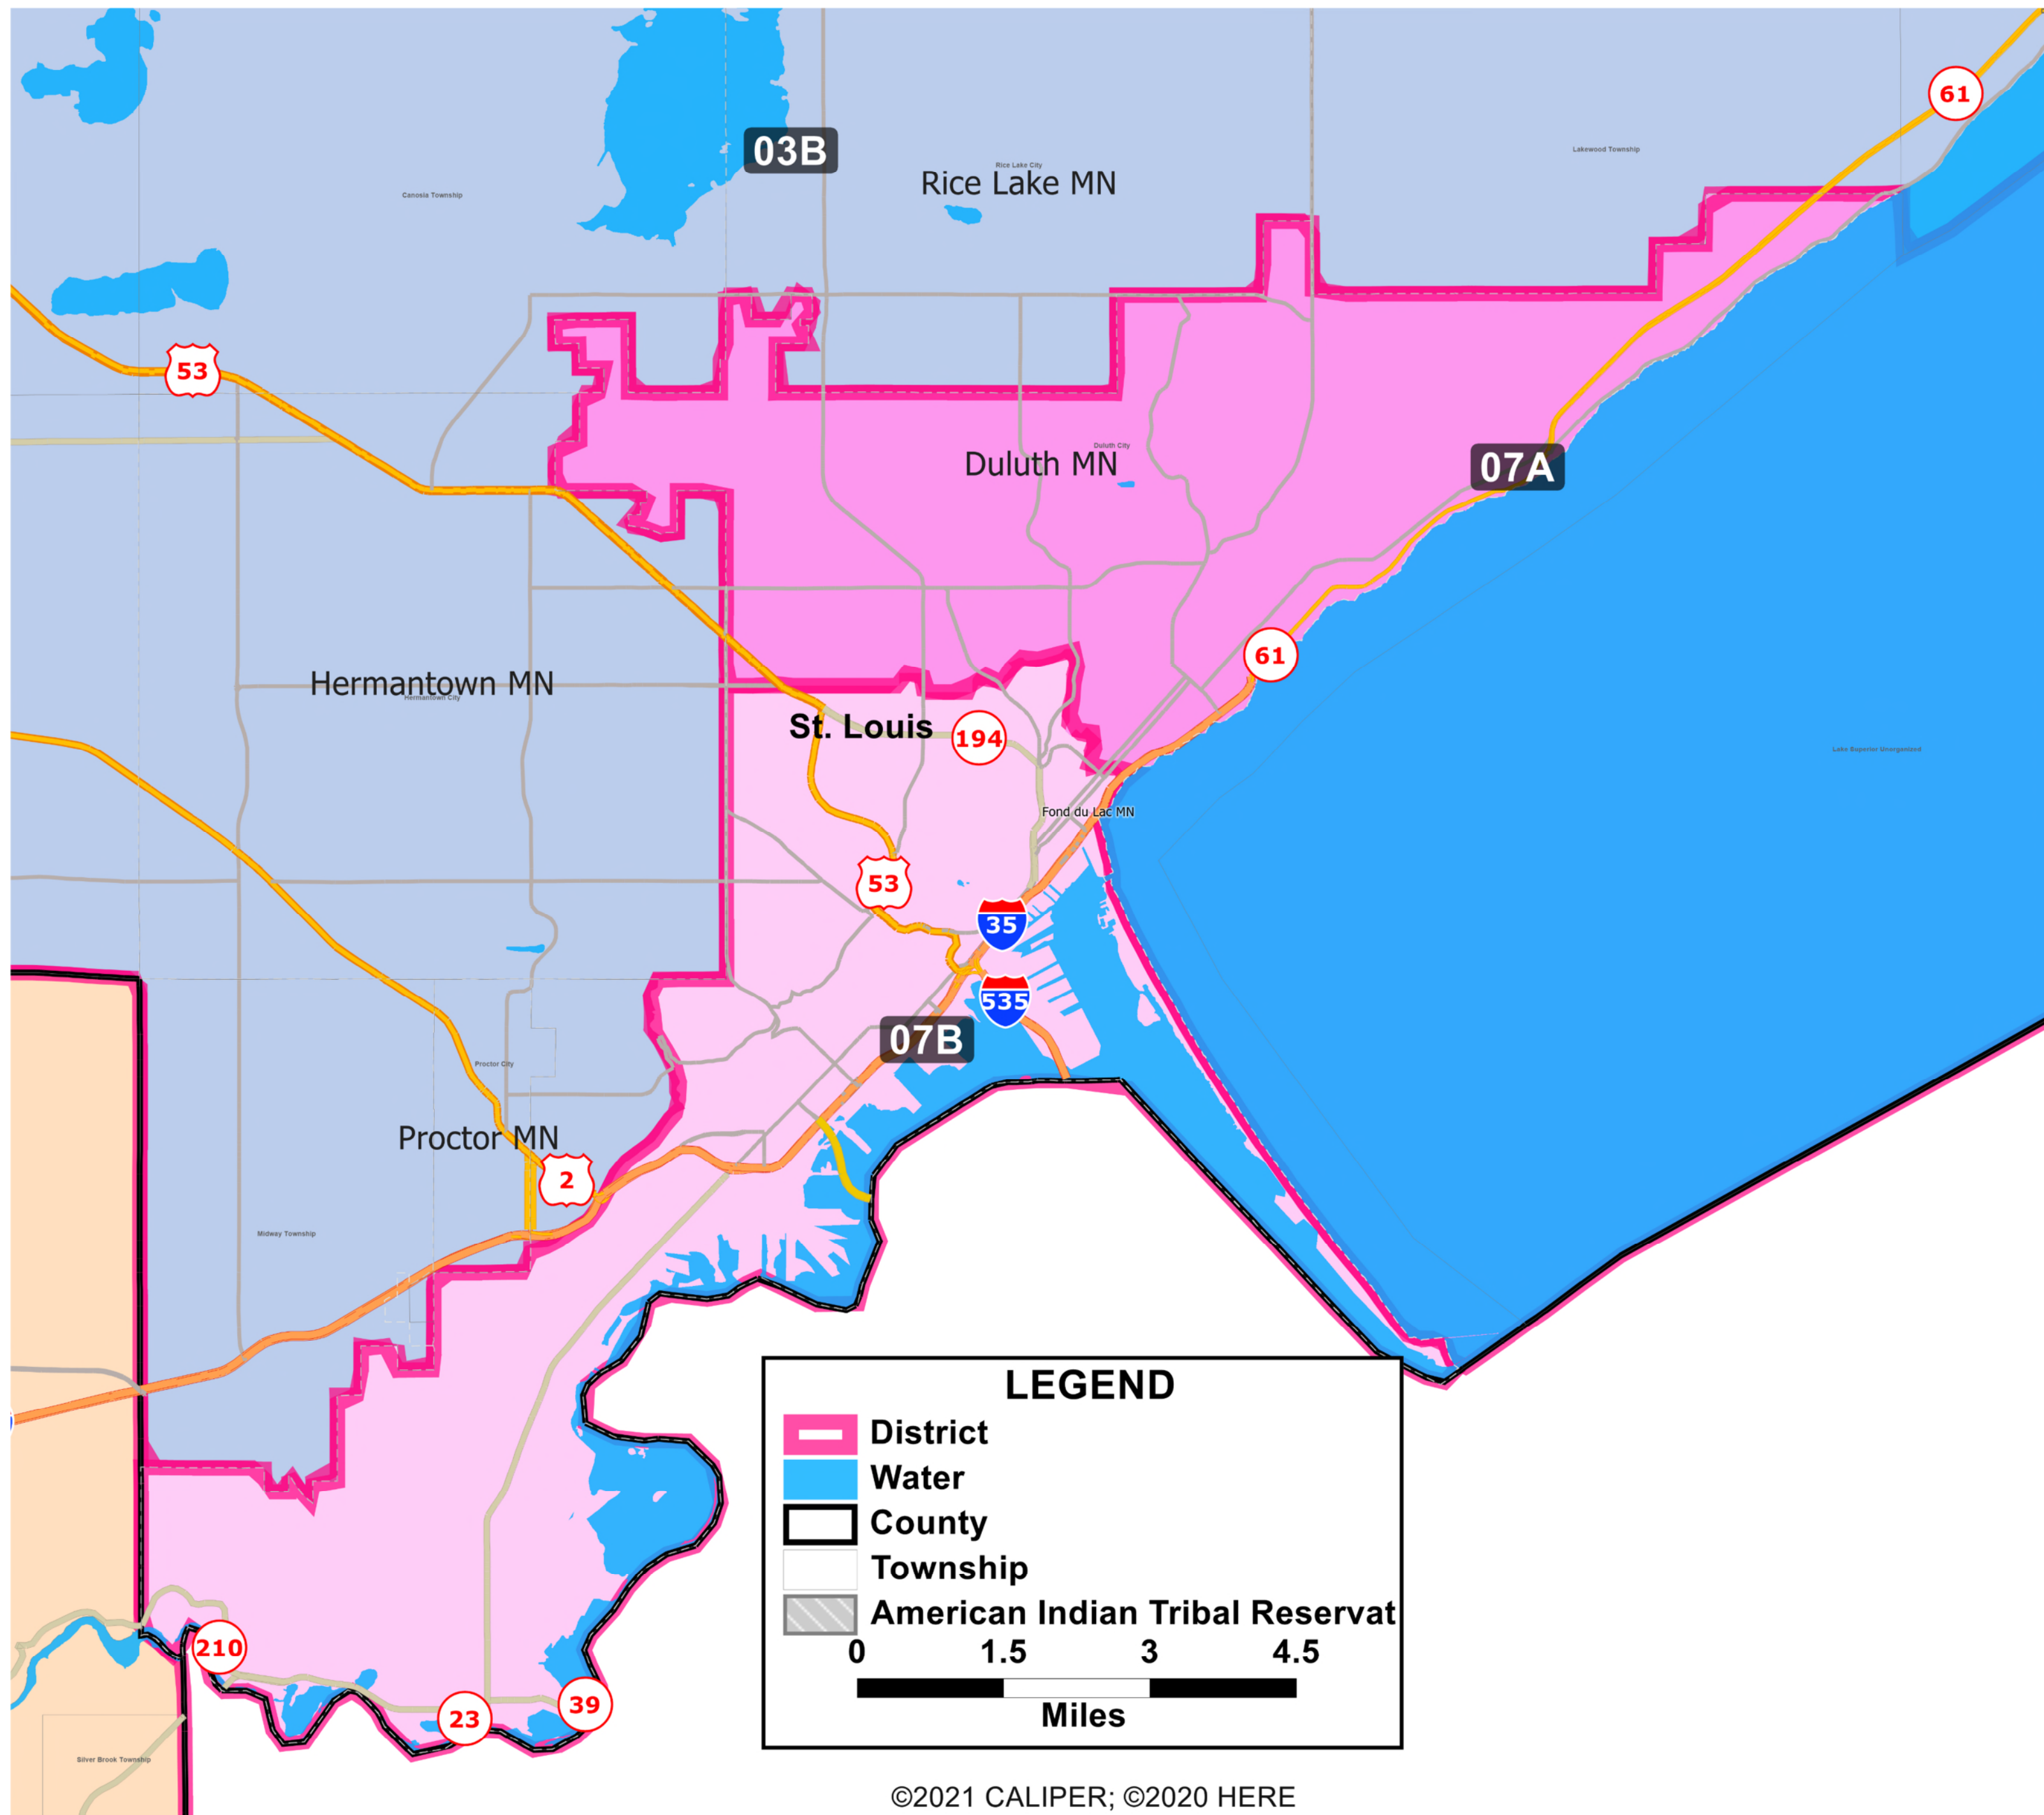 61
03B
Rice Lake City
Rice Lake MN
Lakewood Township
Canosia Township
53
Duluth City
Duluth MN
07A
61
Hermantown MN
Hermantown City
St. Louis
194
Lake Superior Unorganized
Fond du Lac MN
53
35
535
07B
Proctor City
Proctor MN
2
Midway Township
LEGEND
District
Water
County
Township
American Indian Tribal Reservat
0 1.5 3 4.5
Miles
210
39
23
Silver Brook Township
©2021 CALIPER; ©2020 HERE